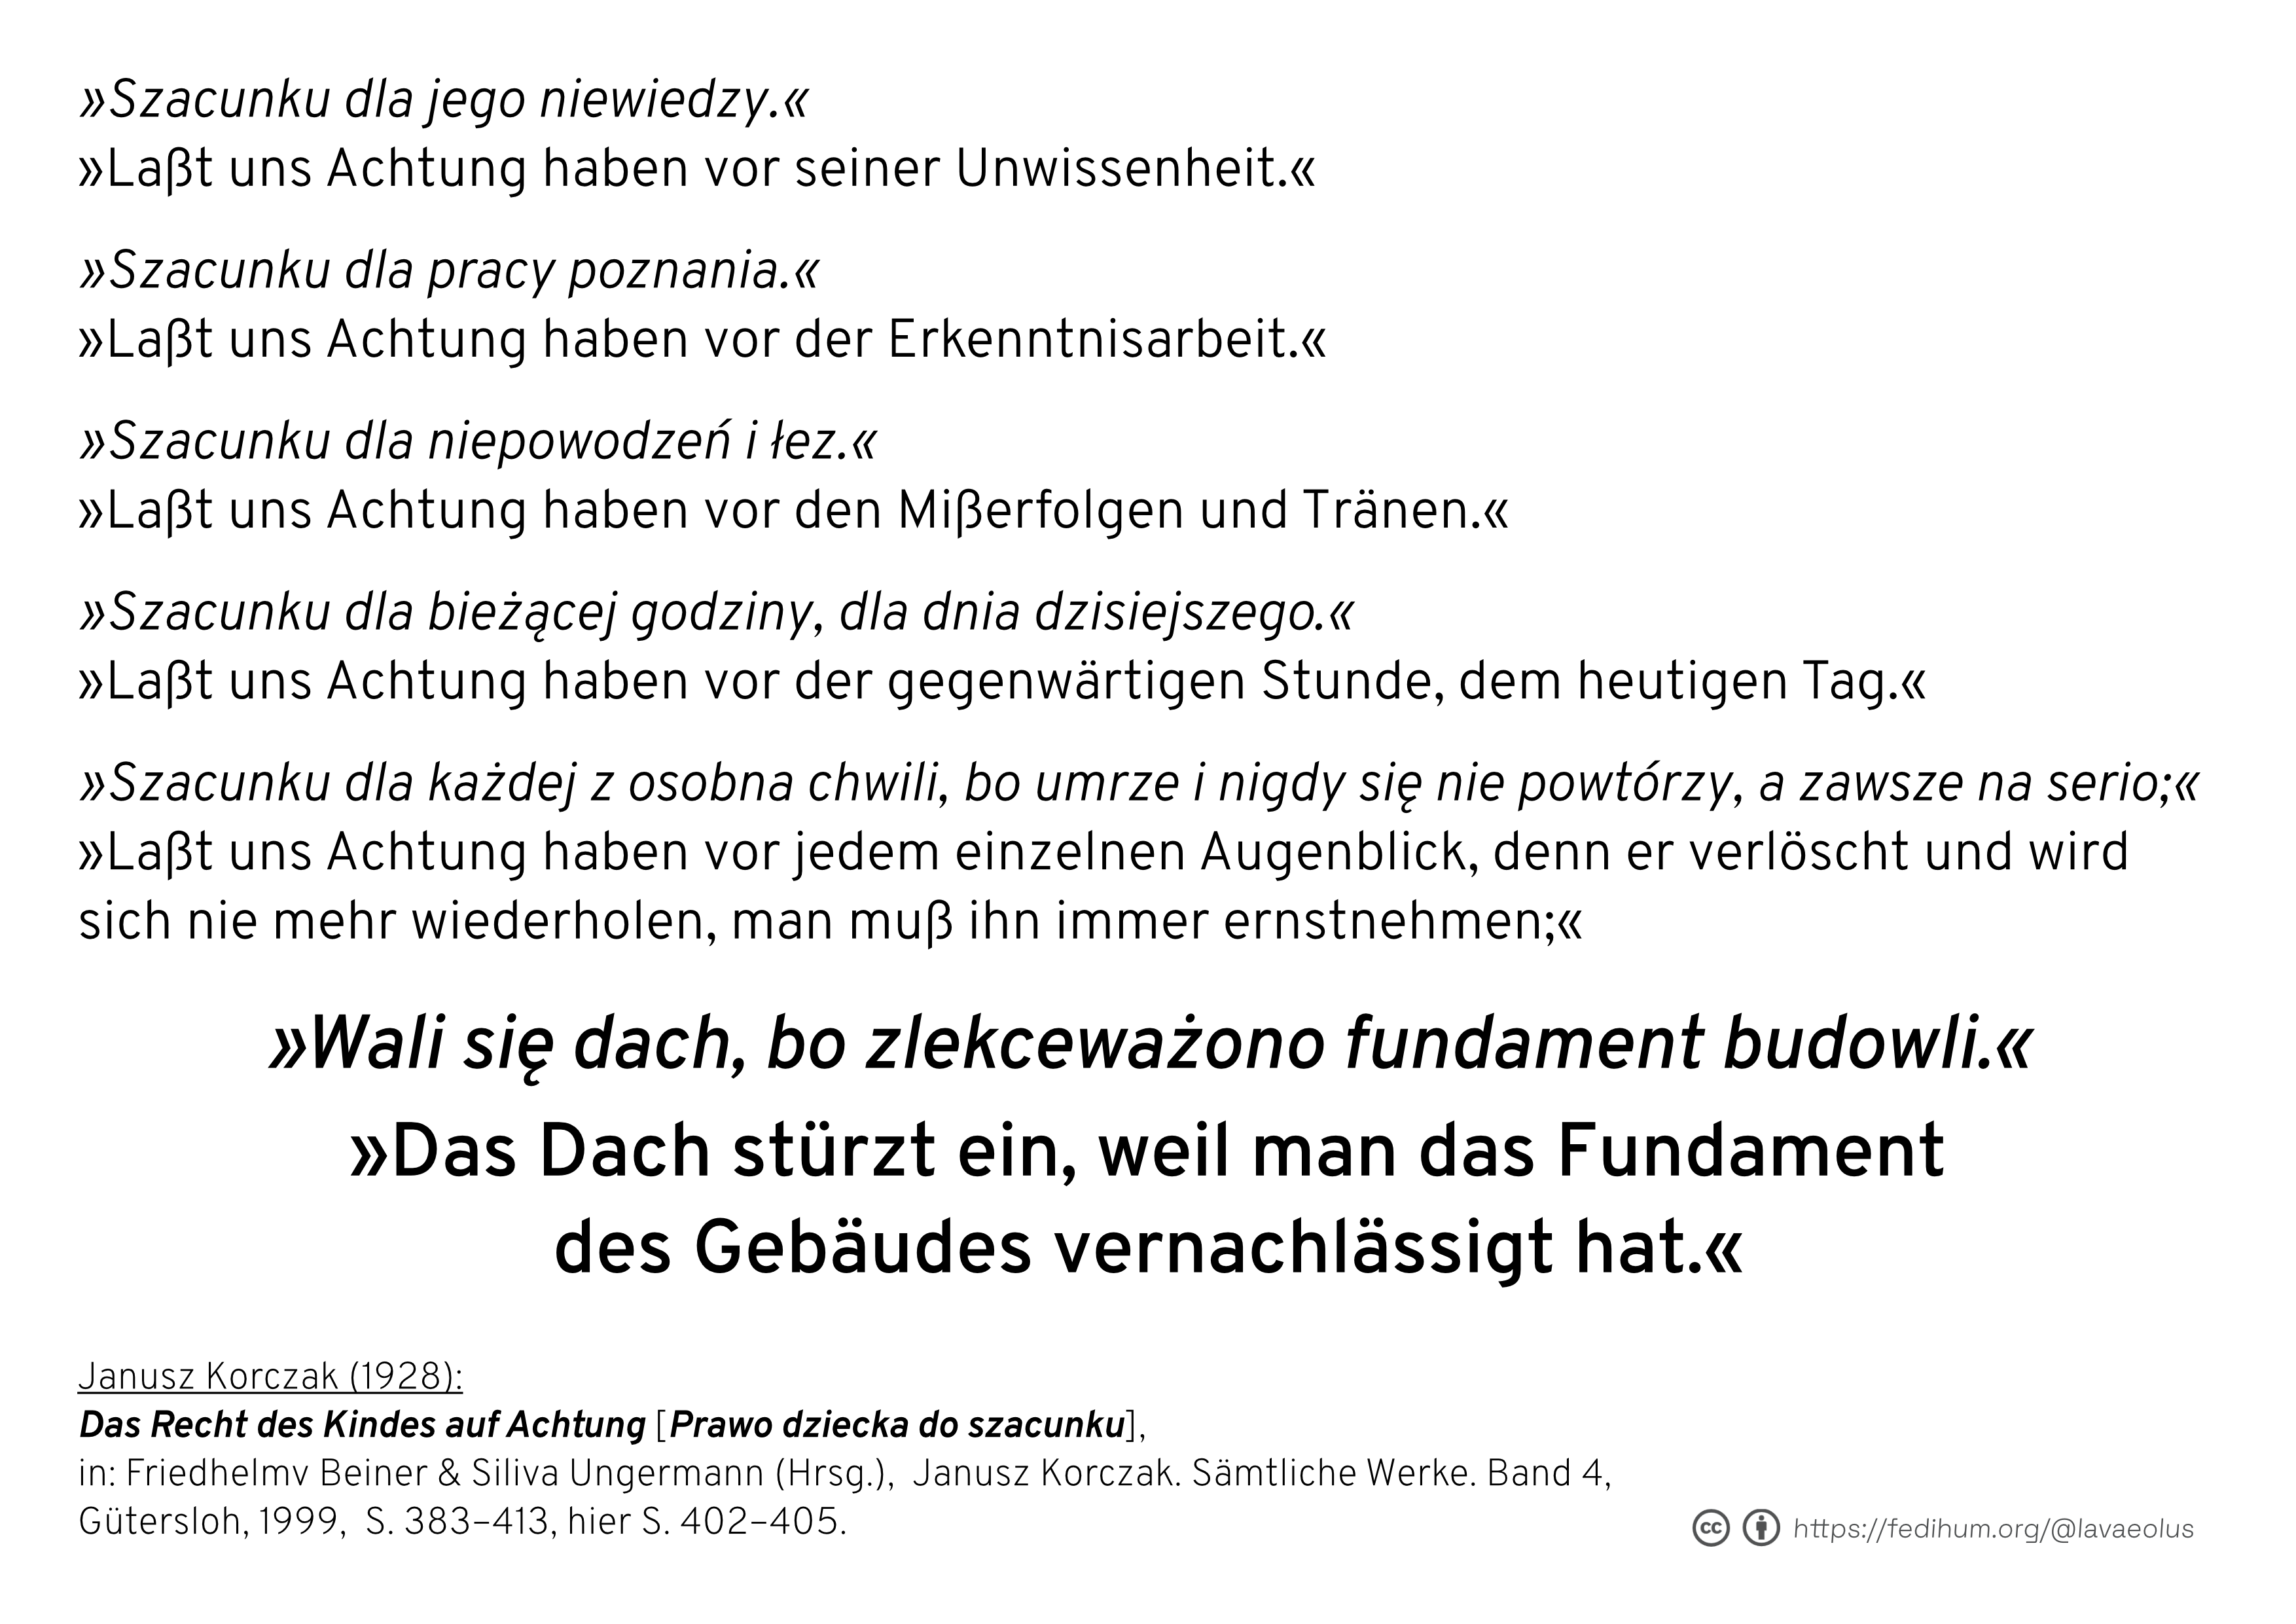 »Szacunku dla jego niewiedzy.«
»Laßt uns Achtung haben vor seiner Unwissenheit.«
»Szacunku dla pracy poznania.«
»Laßt uns Achtung haben vor der Erkenntnisarbeit.«
»Szacunku dla niepowodzeń i łez.«
»Laßt uns Achtung haben vor den Mißerfolgen und Tränen.«
»Szacunku dla bieżącej godziny, dla dnia dzisiejszego.«
»Laßt uns Achtung haben vor der gegenwärtigen Stunde, dem heutigen Tag.«
»Szacunku dla każdej z osobna chwili, bo umrze i nigdy się nie powtórzy, a zawsze na serio;«
»Laßt uns Achtung haben vor jedem einzelnen Augenblick, denn er verlöscht und wird
sich nie mehr wiederholen, man muß ihn immer ernstnehmen;«
»Wali się dach, bo zlekceważono fundament budowli.«
»Das Dach stürzt ein, weil man das Fundament
des Gebäudes vernachlässigt hat.«
Janusz Korczak (1928):
Das Recht des Kindes auf Achtung [Prawo dziecka do szacunku],
in: Friedhelmv Beiner & Siliva Ungermann (Hrsg.), Janusz Korczak. Sämtliche Werke. Band 4,
Gütersloh, 1999, S. 383–413, hier S. 402–405.
cc https://fedihum.org/@lavaeolus